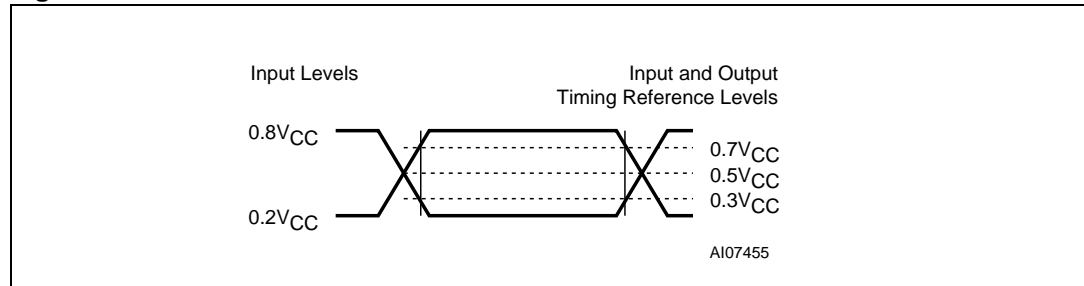 Input Levels
Input and Output
Timing Reference Levels
0.8VCC
0.7VCC
0.5VCC
0.3VCC
0.2VCC
AI07455